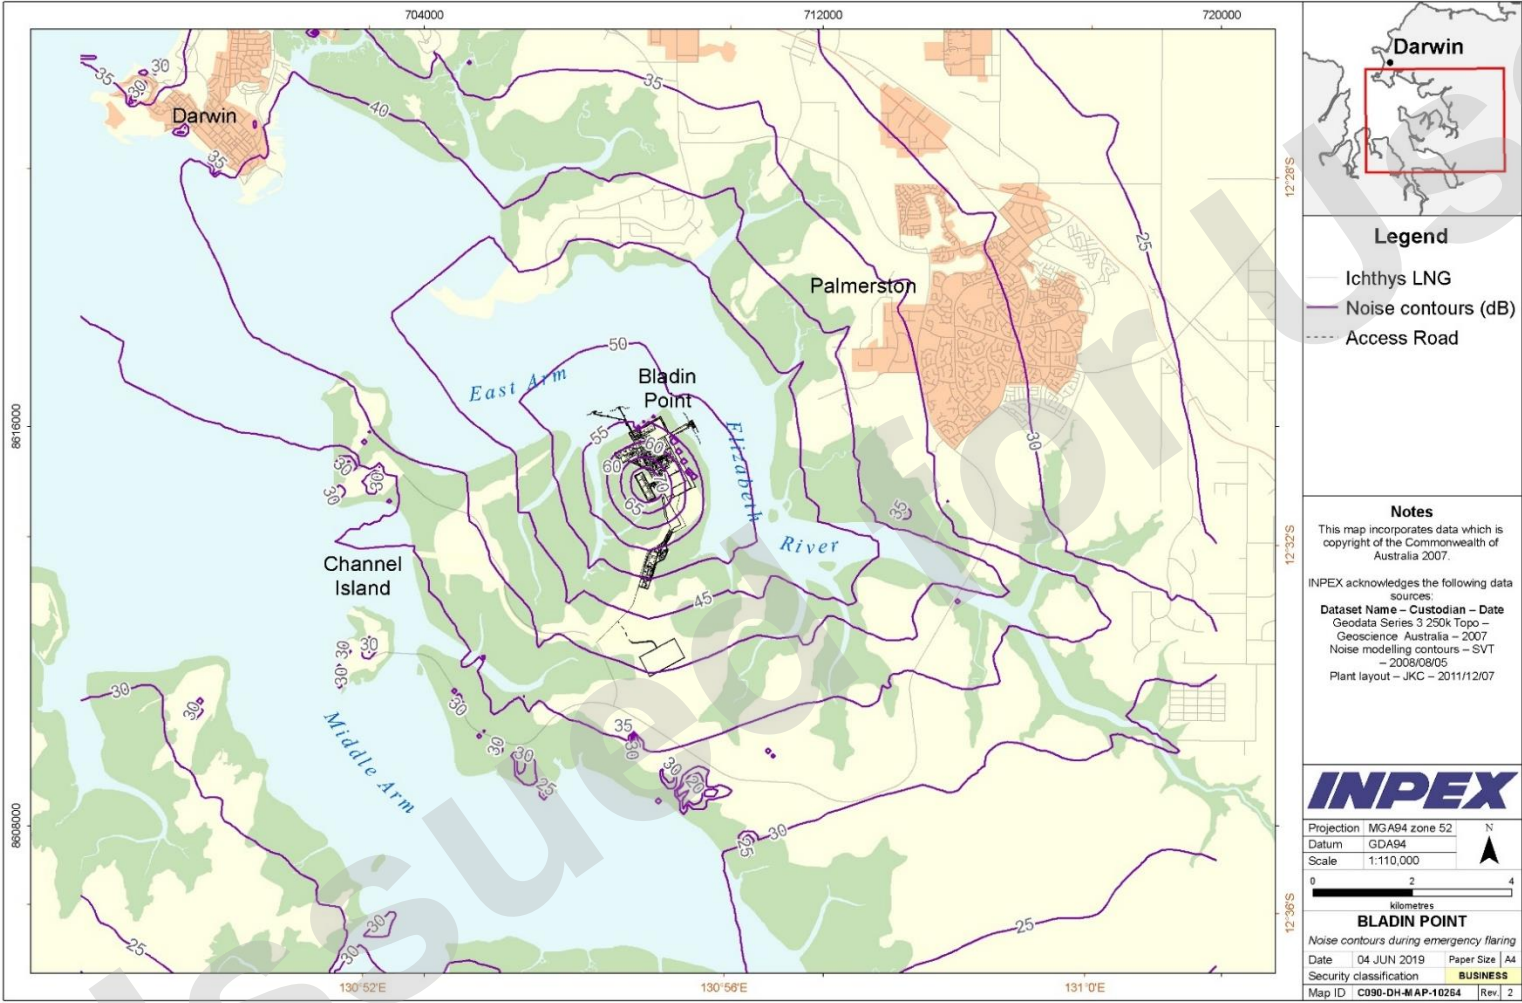 704000
712000
720000
35
30
30
Darwin
35
40
35
25
Palmerston
50
East Arm
Bladin
Point
Elizabeth
River
55
60
60
70
65
30
30
30
30
35
Channel
Island
45
30
30
30
30
30
Middle Arm
30
30
30
25
35
30
30
20
30
25
30
30
25
25
8616000
8608000
12°28'S
12°32'S
12°36'S
130°52'E
130°56'E
131°0'E
Issued for use
Darwin
Legend
Ichthys LNG
Noise contours (dB)
Access Road
Notes
This map incorporates data which is
copyright of the Commonwealth of
Australia 2007.
INPEX acknowledges the following data
sources:
Dataset Name – Custodian – Date
Geodata Series 3 250k Topo –
Geoscience Australia – 2007
Noise modelling contours – SVT
– 2008/08/05
Plant layout – JKC – 2011/12/07
INPEX
Projection MGA94 zone 52
Datum GDA94
Scale 1:110,000
N
0 2 4
kilometres
BLADIN POINT
Noise contours during emergency flaring
Date 04 JUN 2019 Paper Size A4
Security classification BUSINESS
Map ID C090-DH-MAP-10264 Rev. 2